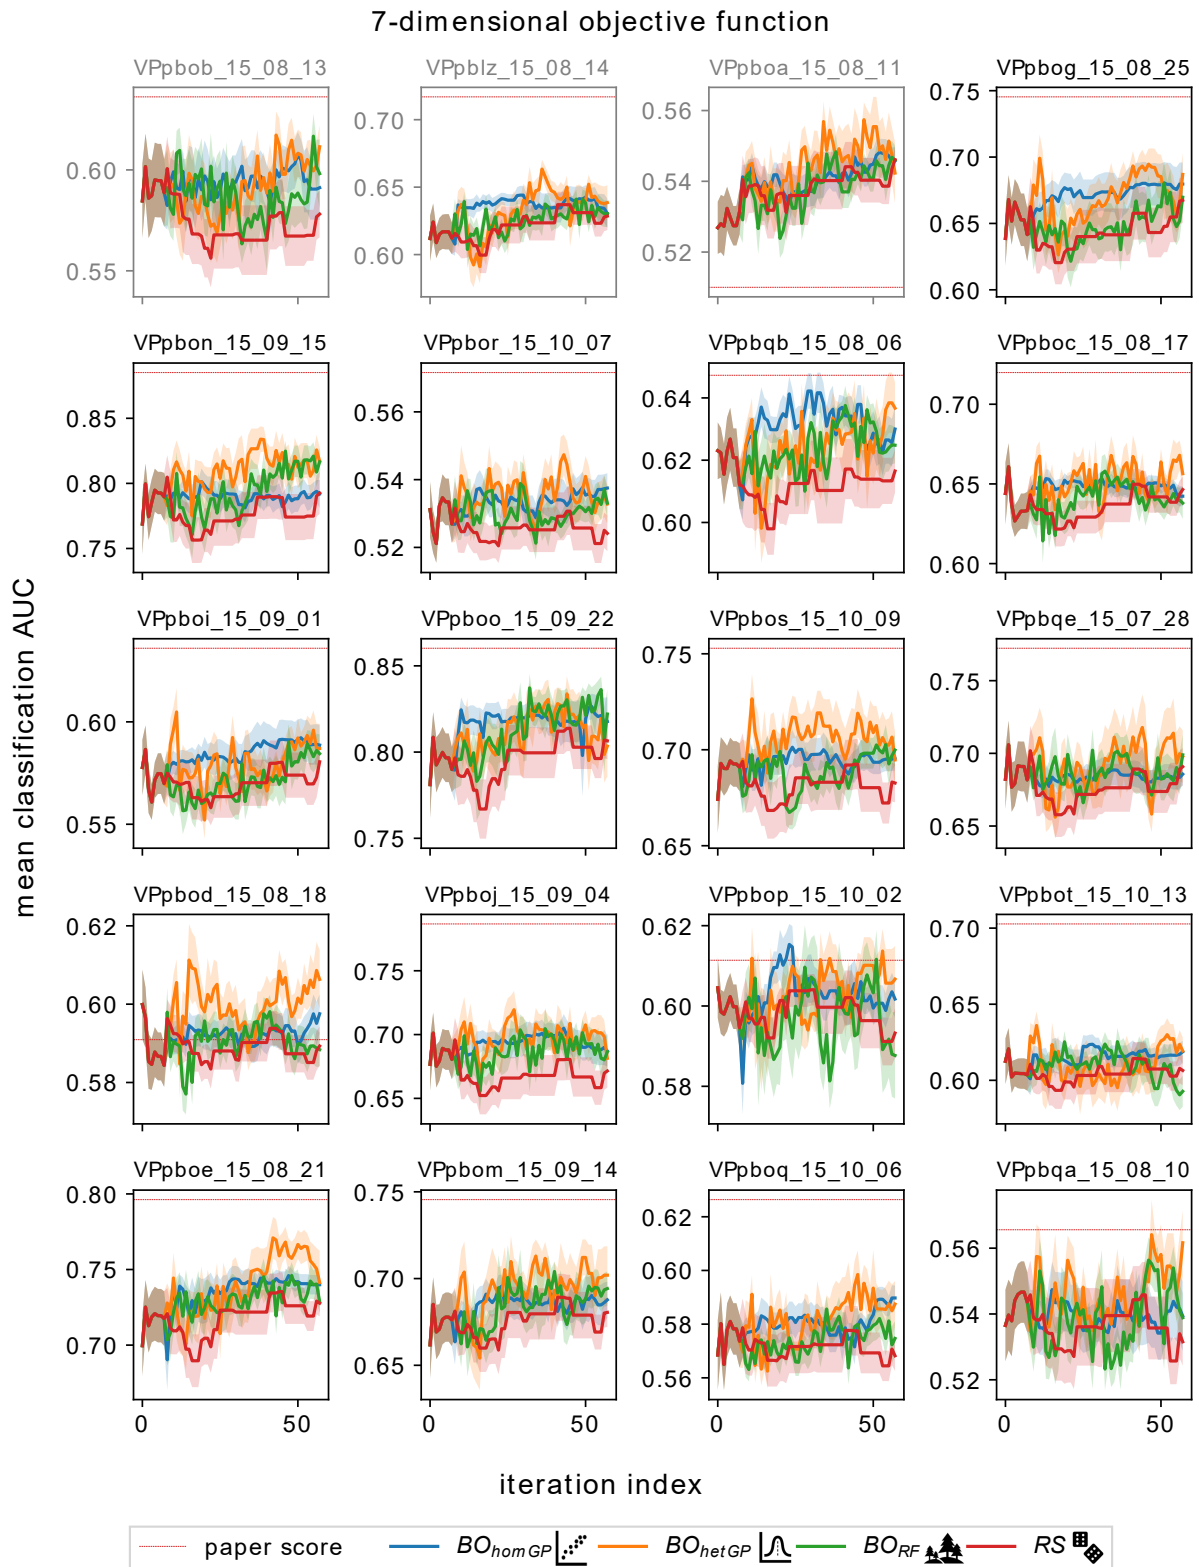 7-dimensional objective function
VPpbob_15_08_13
VPpblz_15_08_14
VPpboa_15_08_11
VPpbog_15_08_25
0.60
0.55
0.70
0.65
0.60
0.56
0.54
0.52
0.75
0.70
0.65
0.60
VPpbon_15_09_15
VPpbor_15_10_07
VPpbqb_15_08_06
VPpboc_15_08_17
0.85
0.80
0.75
0.56
0.54
0.52
0.64
0.62
0.60
0.70
0.65
0.60
VPpboi_15_09_01
VPpboo_15_09_22
VPpbos_15_10_09
VPpbqe_15_07_28
0.60
0.55
0.85
0.80
0.75
0.75
0.70
0.65
0.75
0.70
0.65
VPpbod_15_08_18
VPpboj_15_09_04
VPpbop_15_10_02
VPpbot_15_10_13
0.62
0.60
0.58
0.75
0.70
0.65
0.62
0.60
0.58
0.70
0.65
0.60
VPpboe_15_08_21
VPpbom_15_09_14
VPpboq_15_10_06
VPpbqa_15_08_10
0.80
0.75
0.70
0.75
0.70
0.65
0.62
0.60
0.58
0.56
0.56
0.54
0.52
0 50
0 50
0 50
0 50
mean classification AUC
iteration index
paper score BO_homGP BO_hetGP BO_RF RS